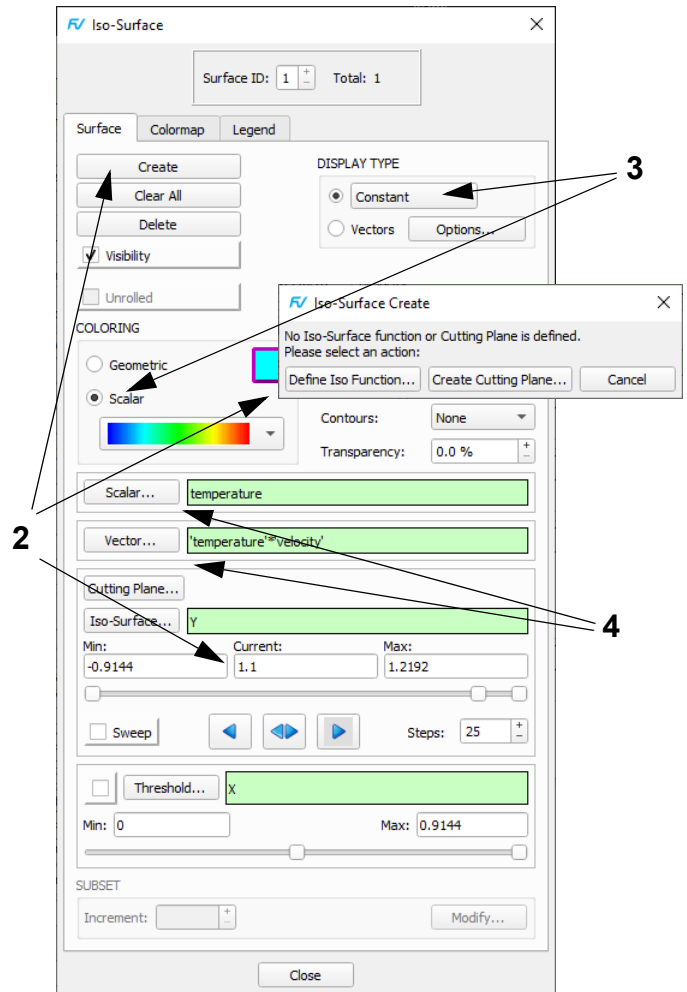 FV Iso-Surface
Surface ID: 1 Total: 1
Surface Colormap Legend
Create
DISPLAY TYPE
3
Clear All
Constant
Delete
Vectors Options...
Visibility
Unrolled
FV Iso-Surface Create
COLORING
No Iso-Surface function or Cutting Plane is defined.
Please select an action:
Geometric
Define Iso Function... Create Cutting Plane... Cancel
Scalar
Contours: None
Transparency: 0.0 %
Scalar... temperature
2
Vector... 'temperature'*'velocity'
Cutting Plane...
Iso-Surface... Y
4
Min: Current: Max:
-0.9144 1.1 1.2192
Sweep Steps: 25
Threshold... X
Min: 0 Max: 0.9144
SUBSET
Increment: Modify...
Close